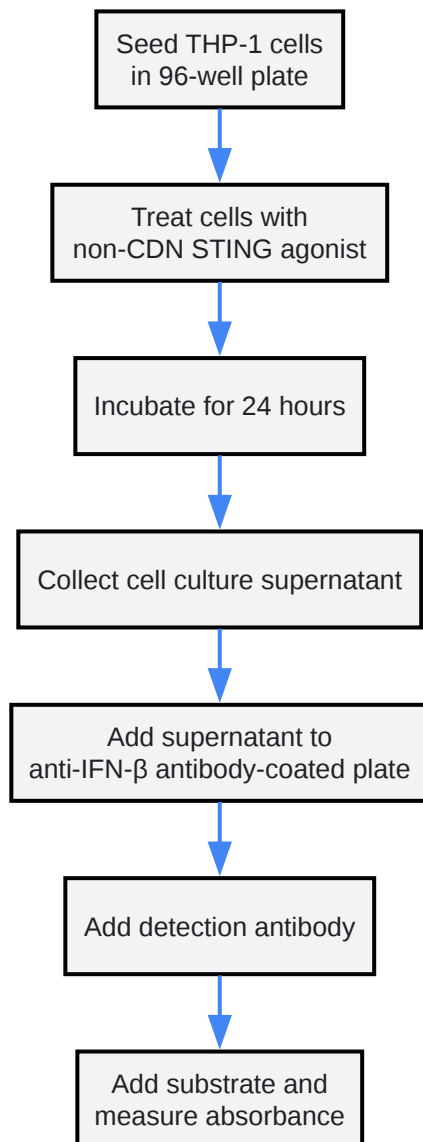 Seed THP-1 cells
in 96-well plate
Treat cells with
non-CDN STING agonist
Incubate for 24 hours
Collect cell culture supernatant
Add supernatant to
anti-IFN-β antibody-coated plate
Add detection antibody
Add substrate and
measure absorbance